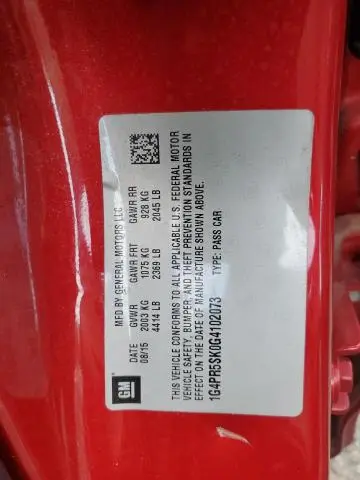 MFD BY GENERAL MOTORS LLC
DATE GVWR GAWR FRT GAWR RR
08/15 2003 KG 1075 KG 928 KG
4414 LB 2369 LB 2045 LB
THIS VEHICLE CONFORMS TO ALL APPLICABLE U.S. FEDERAL MOTOR
VEHICLE SAFETY, BUMPER, AND THEFT PREVENTION STANDARDS IN
EFFECT ON THE DATE OF MANUFACTURE SHOWN ABOVE.
1G4PR5SK0G4102073 TYPE: PASS CAR
GM